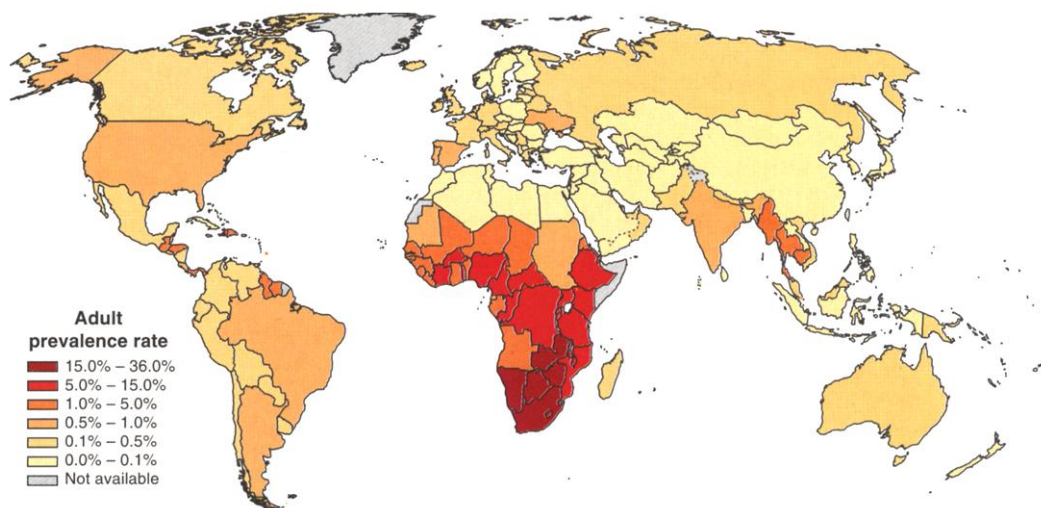 Adult
prevalence rate
15.0% – 36.0%
5.0% – 15.0%
1.0% – 5.0%
0.5% – 1.0%
0.1% – 0.5%
0.0% – 0.1%
Not available